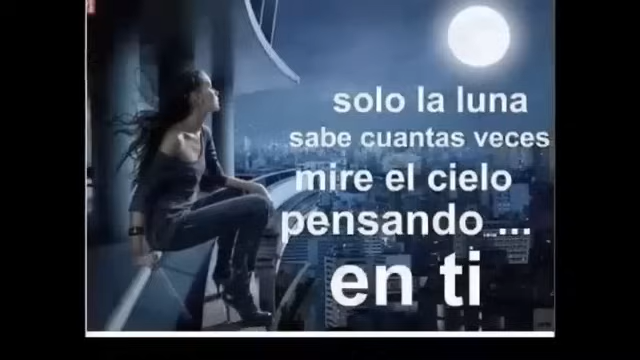 solo la luna
sabe cuantas veces
mire el cielo
pensando ...
en ti